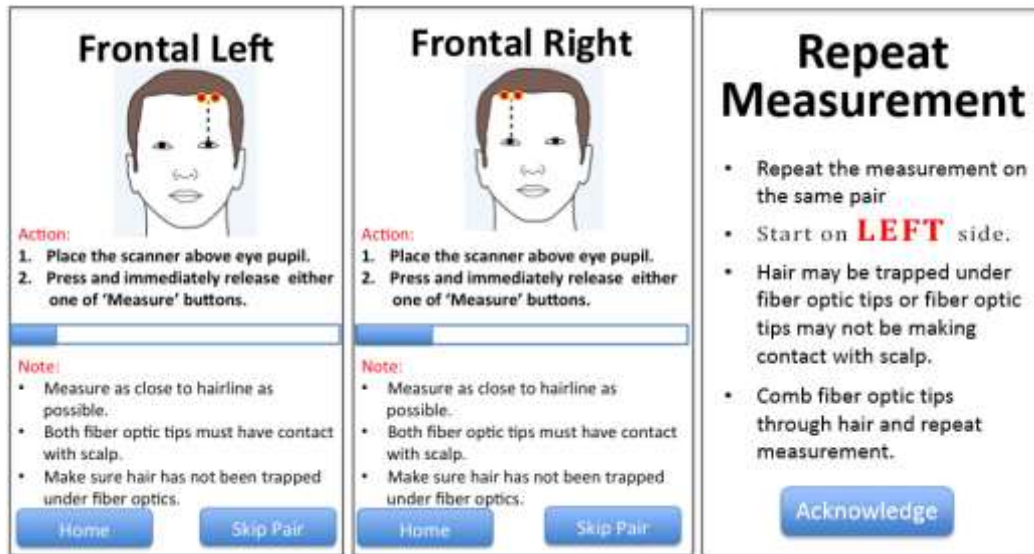 Frontal Left
Action:
1. Place the scanner above eye pupil.
2. Press and immediately release either
one of ‘Measure’ buttons.
Note:
• Measure as close to hairline as
possible.
• Both fiber optic tips must have contact
with scalp.
• Make sure hair has not been trapped
under fiber optics.
Home
Skip Pair
Frontal Right
Action:
1. Place the scanner above eye pupil.
2. Press and immediately release either
one of ‘Measure’ buttons.
Note:
• Measure as close to hairline as
possible.
• Both fiber optic tips must have contact
with scalp.
• Make sure hair has not been trapped
under fiber optics.
Home
Skip Pair
Repeat
Measurement
• Repeat the measurement on
the same pair
• Start on LEFT side.
• Hair may be trapped under
fiber optic tips or fiber optic
tips may not be making
contact with scalp.
• Comb fiber optic tips
through hair and repeat
measurement.
Acknowledge